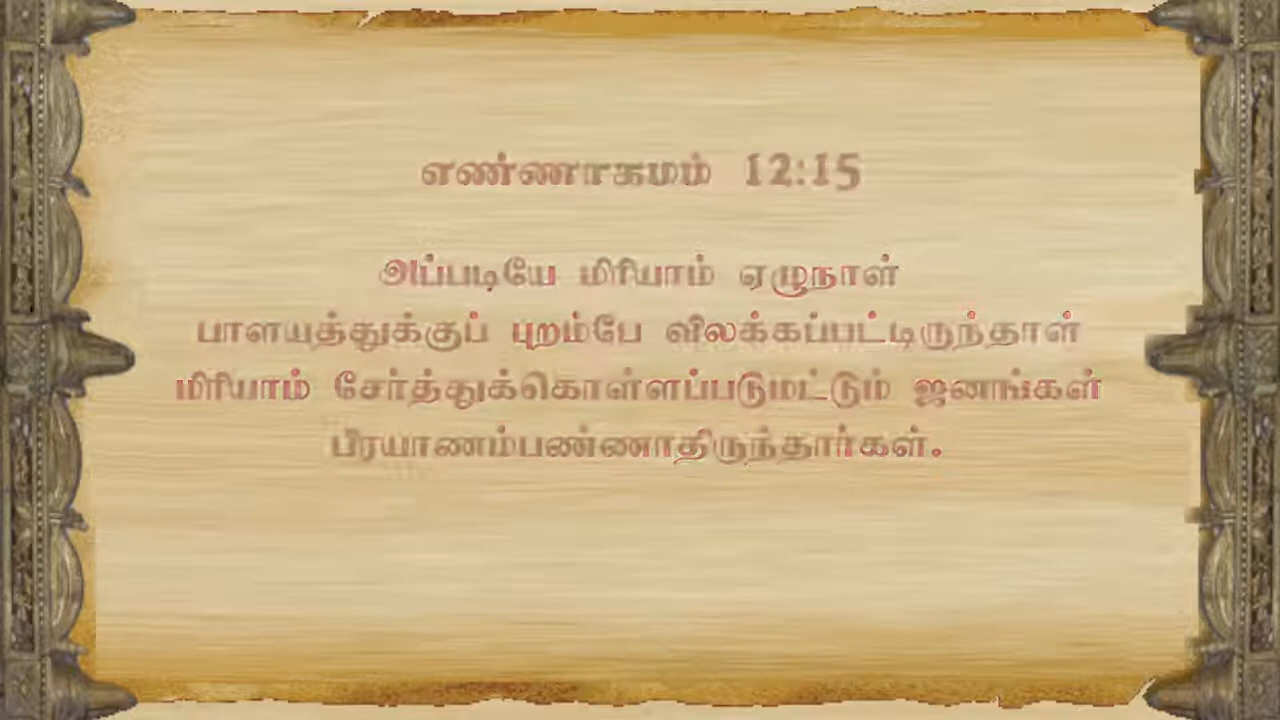 எண்ணாகமம் 12:15
அப்படியே மிரியாம் ஏழுநாள்
பாளயுத்துக்குப் புறம்பே விலக்கப்பட்டிருந்தாள்
மிரியாம் சேர்த்துக்கொள்ளப்படுமட்டும் ஜனங்கள்
பிரயாணம்பண்ணாதிருந்தார்கள்.